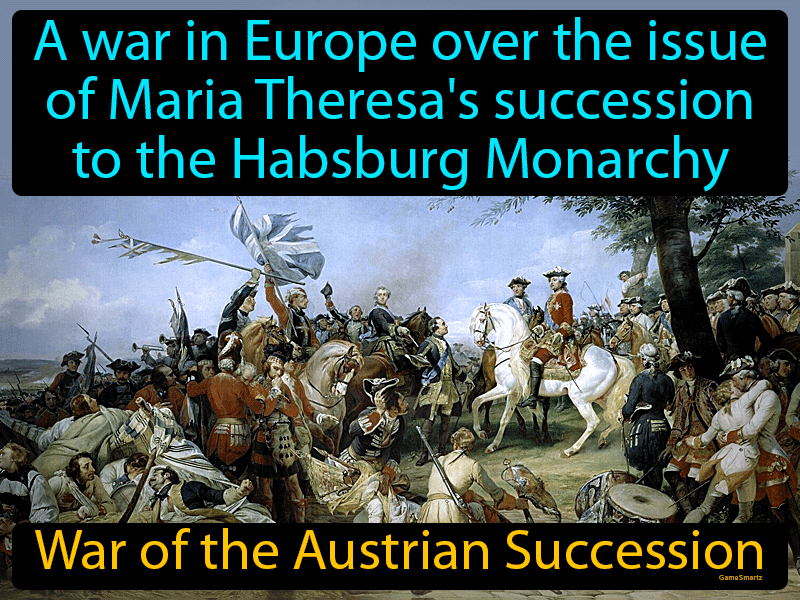 A war in Europe over the issue
of Maria Theresa's succession
to the Habsburg Monarchy
War of the Austrian Succession
GameSmartz